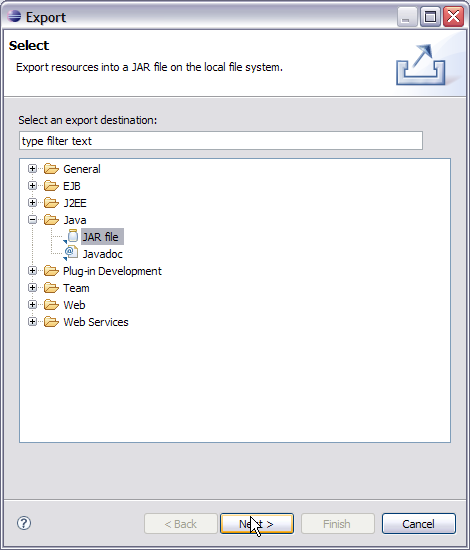 Export
Select
Export resources into a JAR file on the local file system.
Select an export destination:
type filter text
General
EJB
J2EE
Java
JAR file
Javadoc
Plug-in Development
Team
Web
Web Services
< Back
Next >
Finish
Cancel